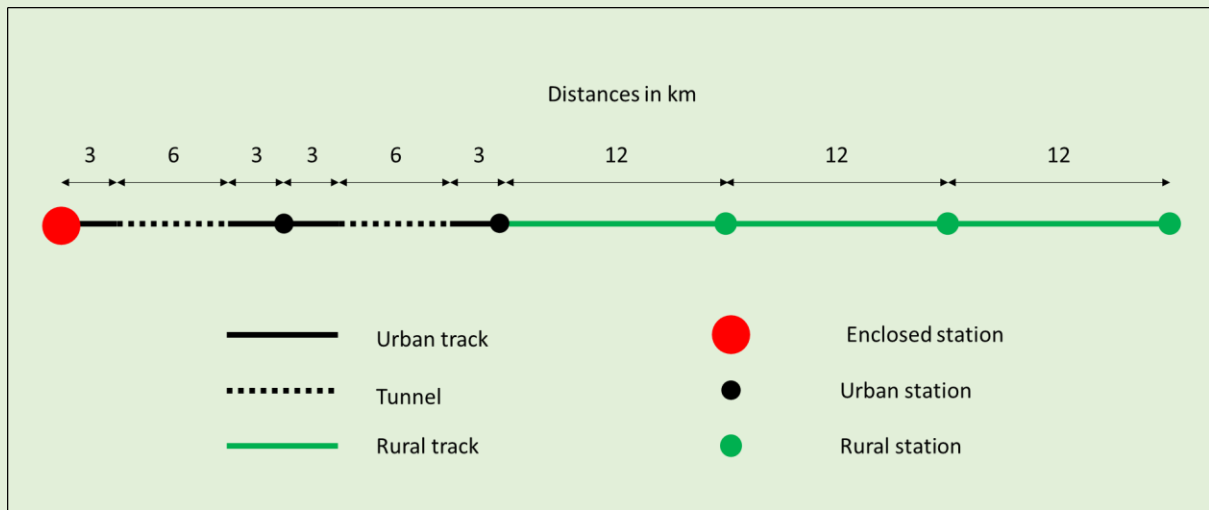 Distances in km
3 6 3 3 6 3 12 12 12
Urban track Enclosed station
Tunnel Urban station
Rural track Rural station